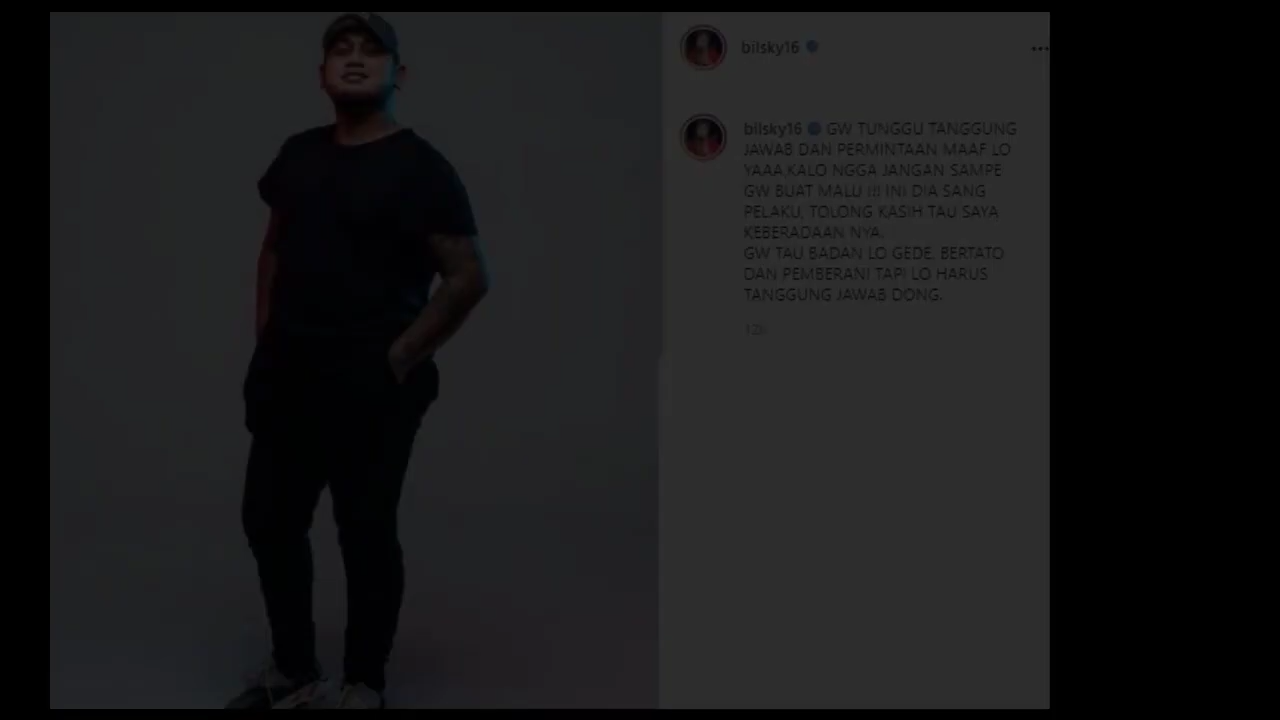 bilsky16
bilsky16 GW TUNGGU TANGGUNG
JAWAB DAN PERMINTAAN MAAF LO
YAAA.KALO NGGA JANGAN SAMPE
GW BUAT MALU !!! INI DIA SANG
PELAKU, TOLONG KASIH TAU SAYA
KEBERADAAN NYA.
GW TAU BADAN LO GEDE, BERTATO
DAN PEMBERANI TAPI LO HARUS
TANGGUNG JAWAB DONG.